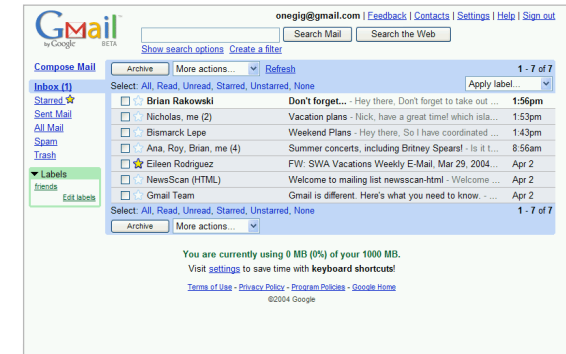 onegig@gmail.com | Feedback | Contacts | Settings | Help | Sign out
Gmail™
by Google BETA
Search Mail Search the Web
Show search options Create a filter
Compose Mail
Inbox (1)
Starred
Sent Mail
All Mail
Spam
Trash
Labels
friends
Edit labels
Archive More actions... Refresh 1 - 7 of 7
Select: All, Read, Unread, Starred, Unstarred, None Apply label...
Brian Rakowski Don't forget... - Hey there, Don't forget to take out ... 1:56pm
Nicholas, me (2) Vacation plans - Nick, have a great time! which isla... 1:53pm
Bismarck Lepe Weekend Plans - Hey there, So I have coordinated ... 1:43pm
Ana, Roy, Brian, me (4) Summer concerts, including Britney Spears! - Is it t... 8:56am
Eileen Rodriguez FW: SWA Vacations Weekly E-Mail, Mar 29, 2004... Apr 2
NewsScan (HTML) Welcome to mailing list newsscan-html - Welcome ... Apr 2
Gmail Team Gmail is different. Here's what you need to know. - ... Apr 2
Select: All, Read, Unread, Starred, Unstarred, None 1 - 7 of 7
Archive More actions...
You are currently using 0 MB (0%) of your 1000 MB.
Visit settings to save time with keyboard shortcuts!
Terms of Use - Privacy Policy - Program Policies - Google Home
©2004 Google